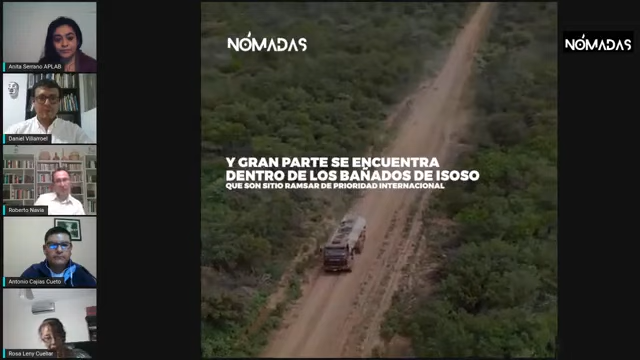 Anita Serrano APLAB
Daniel Villarroel
Roberto Navia
Antonio Cajías Cueto
Rosa Leny Cuellar
NÓMADAS
Y GRAN PARTE SE ENCUENTRA
DENTRO DE LOS BAÑADOS DE ISOSO
QUE SON SITIO RAMSAR DE PRIORIDAD INTERNACIONAL
NÓMADAS